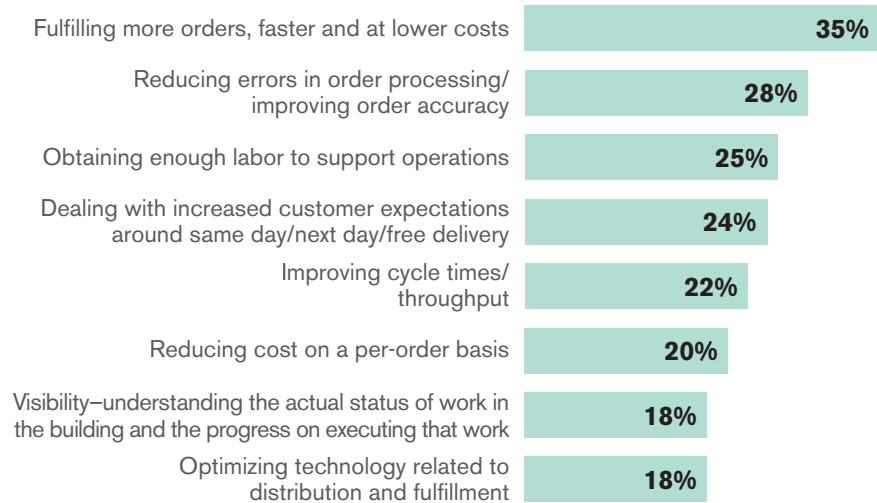 Fulfilling more orders, faster and at lower costs
35%
Reducing errors in order processing/
improving order accuracy
28%
Obtaining enough labor to support operations
25%
Dealing with increased customer expectations
around same day/next day/free delivery
24%
Improving cycle times/
throughput
22%
Reducing cost on a per-order basis
20%
Visibility–understanding the actual status of work in
the building and the progress on executing that work
18%
Optimizing technology related to
distribution and fulfillment
18%